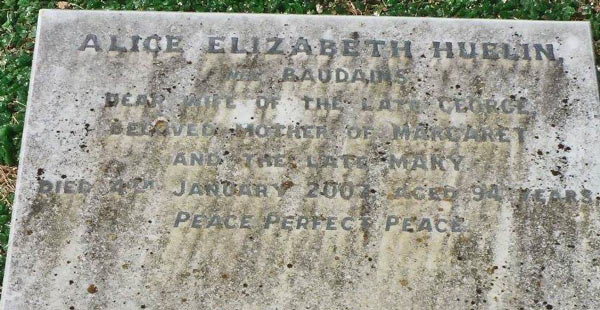 ALICE ELIZABETH HUELIN,
NEE BAUDAINS
DEAR WIFE OF THE LATE GEORGE,
BELOVED MOTHER OF MARGARET
AND THE LATE MARY
DIED 4TH JANUARY 2007 AGED 94 YEARS
PEACE PERFECT PEACE.